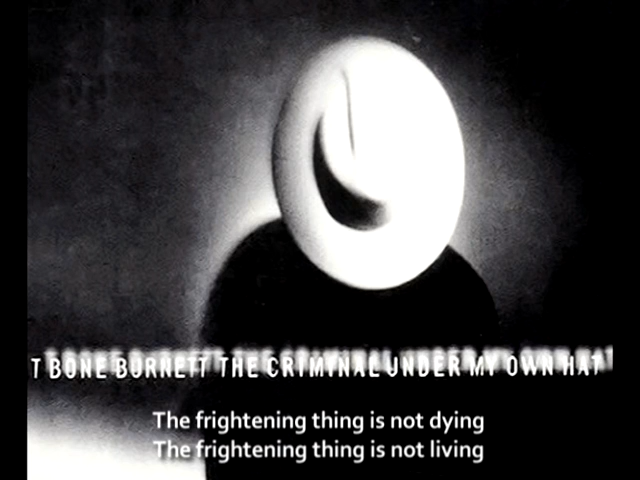 T BONE BURNETT THE CRIMINAL UNDER MY OWN HAT
The frightening thing is not dying
The frightening thing is not living